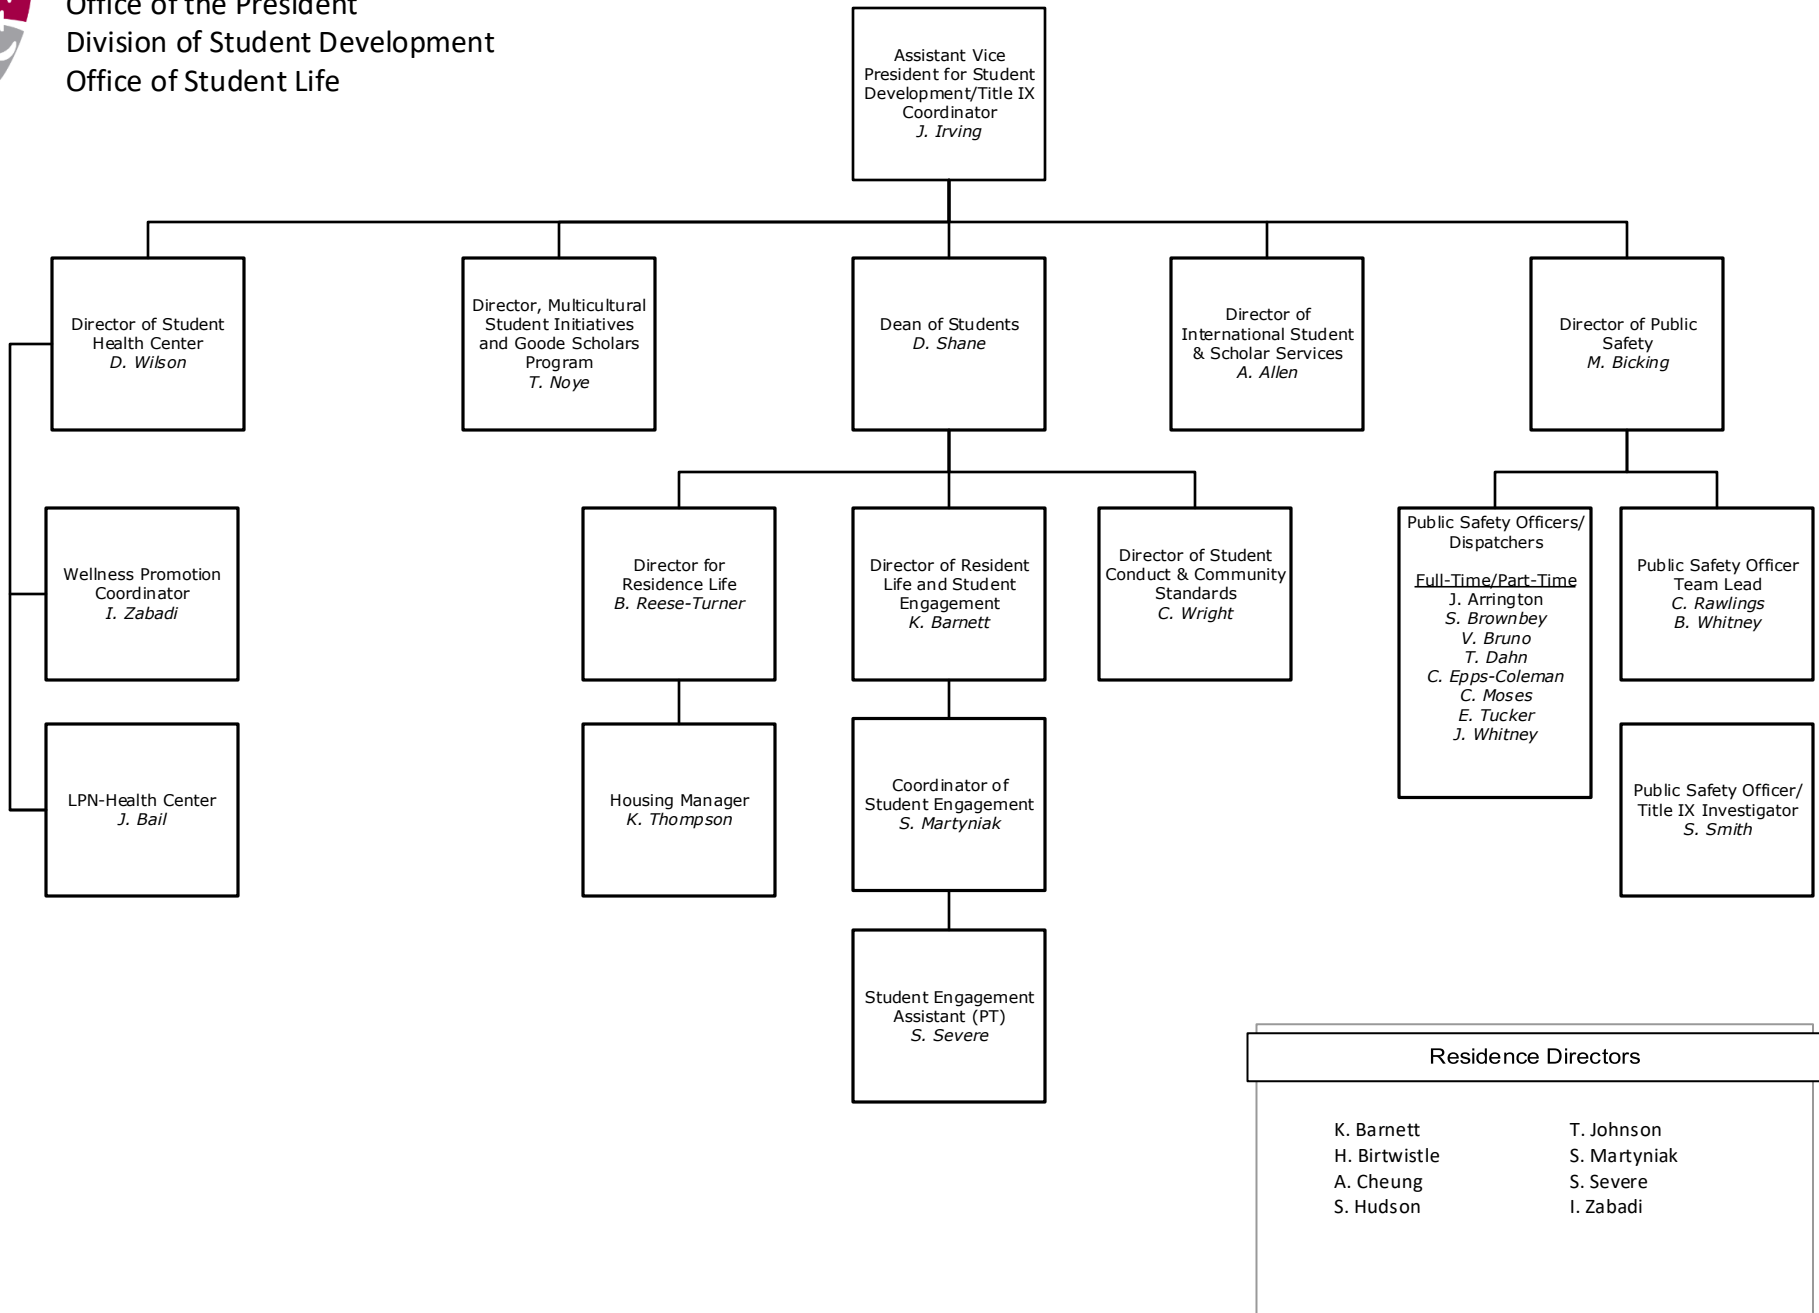 Office of the President
Division of Student Development
Office of Student Life
Assistant Vice
President for Student
Development/Title IX
Coordinator
J. Irving
Director of Student
Health Center
D. Wilson
Director, Multicultural
Student Initiatives
and Goode Scholars
Program
T. Noye
Dean of Students
D. Shane
Director of
International Student
& Scholar Services
A. Allen
Director of Public
Safety
M. Bicking
Wellness Promotion
Coordinator
I. Zabadi
Director for
Residence Life
B. Reese-Turner
Director of Resident
Life and Student
Engagement
K. Barnett
Director of Student
Conduct & Community
Standards
C. Wright
Public Safety Officers/
Dispatchers
Full-Time/Part-Time
J. Arrington
S. Brownbey
V. Bruno
T. Dahn
C. Epps-Coleman
C. Moses
E. Tucker
J. Whitney
Public Safety Officer
Team Lead
C. Rawlings
B. Whitney
LPN-Health Center
J. Bail
Housing Manager
K. Thompson
Coordinator of
Student Engagement
S. Martyniak
Public Safety Officer/
Title IX Investigator
S. Smith
Student Engagement
Assistant (PT)
S. Severe
Residence Directors
K. Barnett
H. Birtwistle
A. Cheung
S. Hudson
T. Johnson
S. Martyniak
S. Severe
I. Zabadi